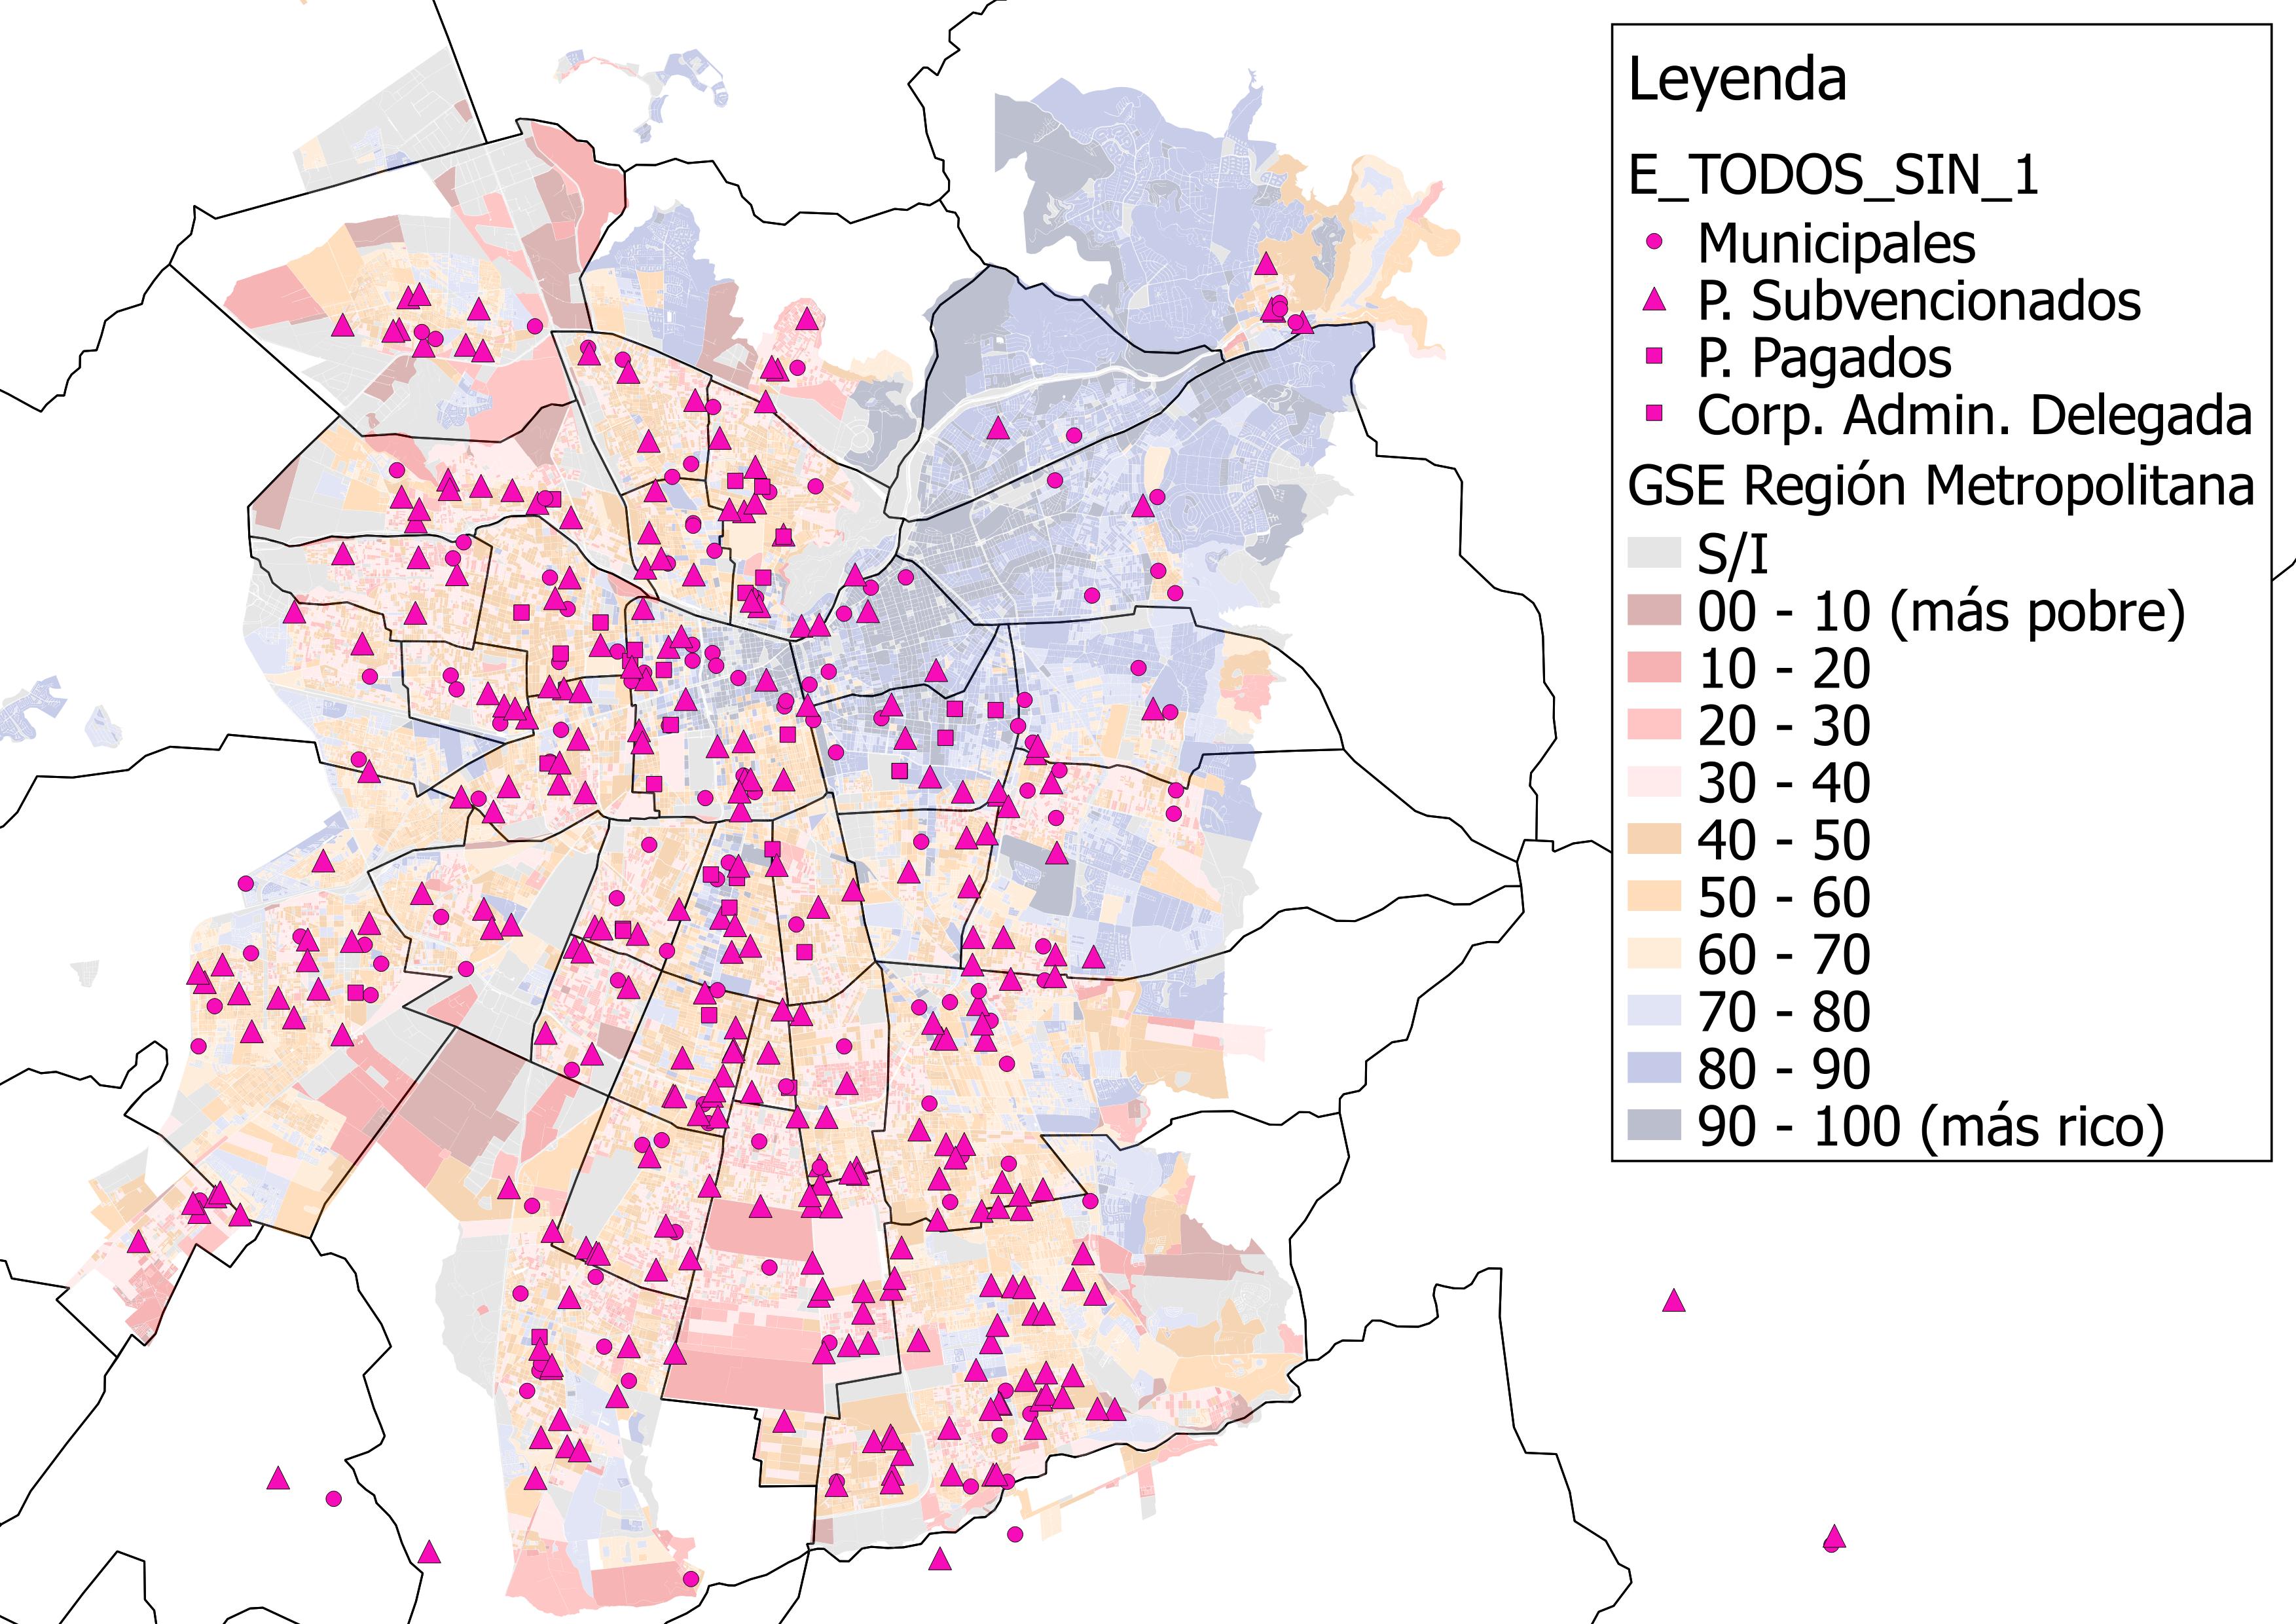 Leyenda
E_TODOS_SIN_1
Municipales
P. Subvencionados
P. Pagados
Corp. Admin. Delegada
GSE Región Metropolitana
S/I
00 - 10 (más pobre)
10 - 20
20 - 30
30 - 40
40 - 50
50 - 60
60 - 70
70 - 80
80 - 90
90 - 100 (más rico)